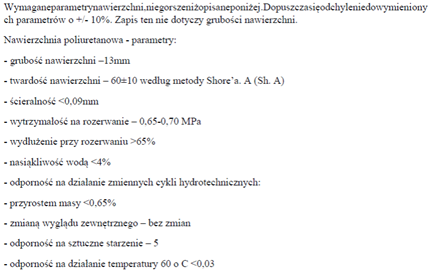 Wymaganeparametrynawierzchni.niegorszeniżopisaneponiżej.Dopuszczasięodchyleniedowymieniony
ch parametrów o +/- 10%. Zapis ten nie dotyczy grubości nawierzchni.
Nawierzchnia poliuretanowa - parametry:
- grubość nawierzchni –13mm
- twardość nawierzchni – 60±10 według metody Shore’a. A (Sh. A)
- ścieralność <0,09mm
- wytrzymałość na rozerwanie – 0,65-0,70 MPa
- wydłużenie przy rozerwaniu >65%
- nasiąkliwość wodą <4%
- odporność na działanie zmiennych cykli hydrotechnicznych:
- przyrostem masy <0,65%
- zmianą wyglądu zewnętrznego – bez zmian
- odporność na sztuczne starzenie – 5
- odporność na działanie temperatury 60 o C <0,03